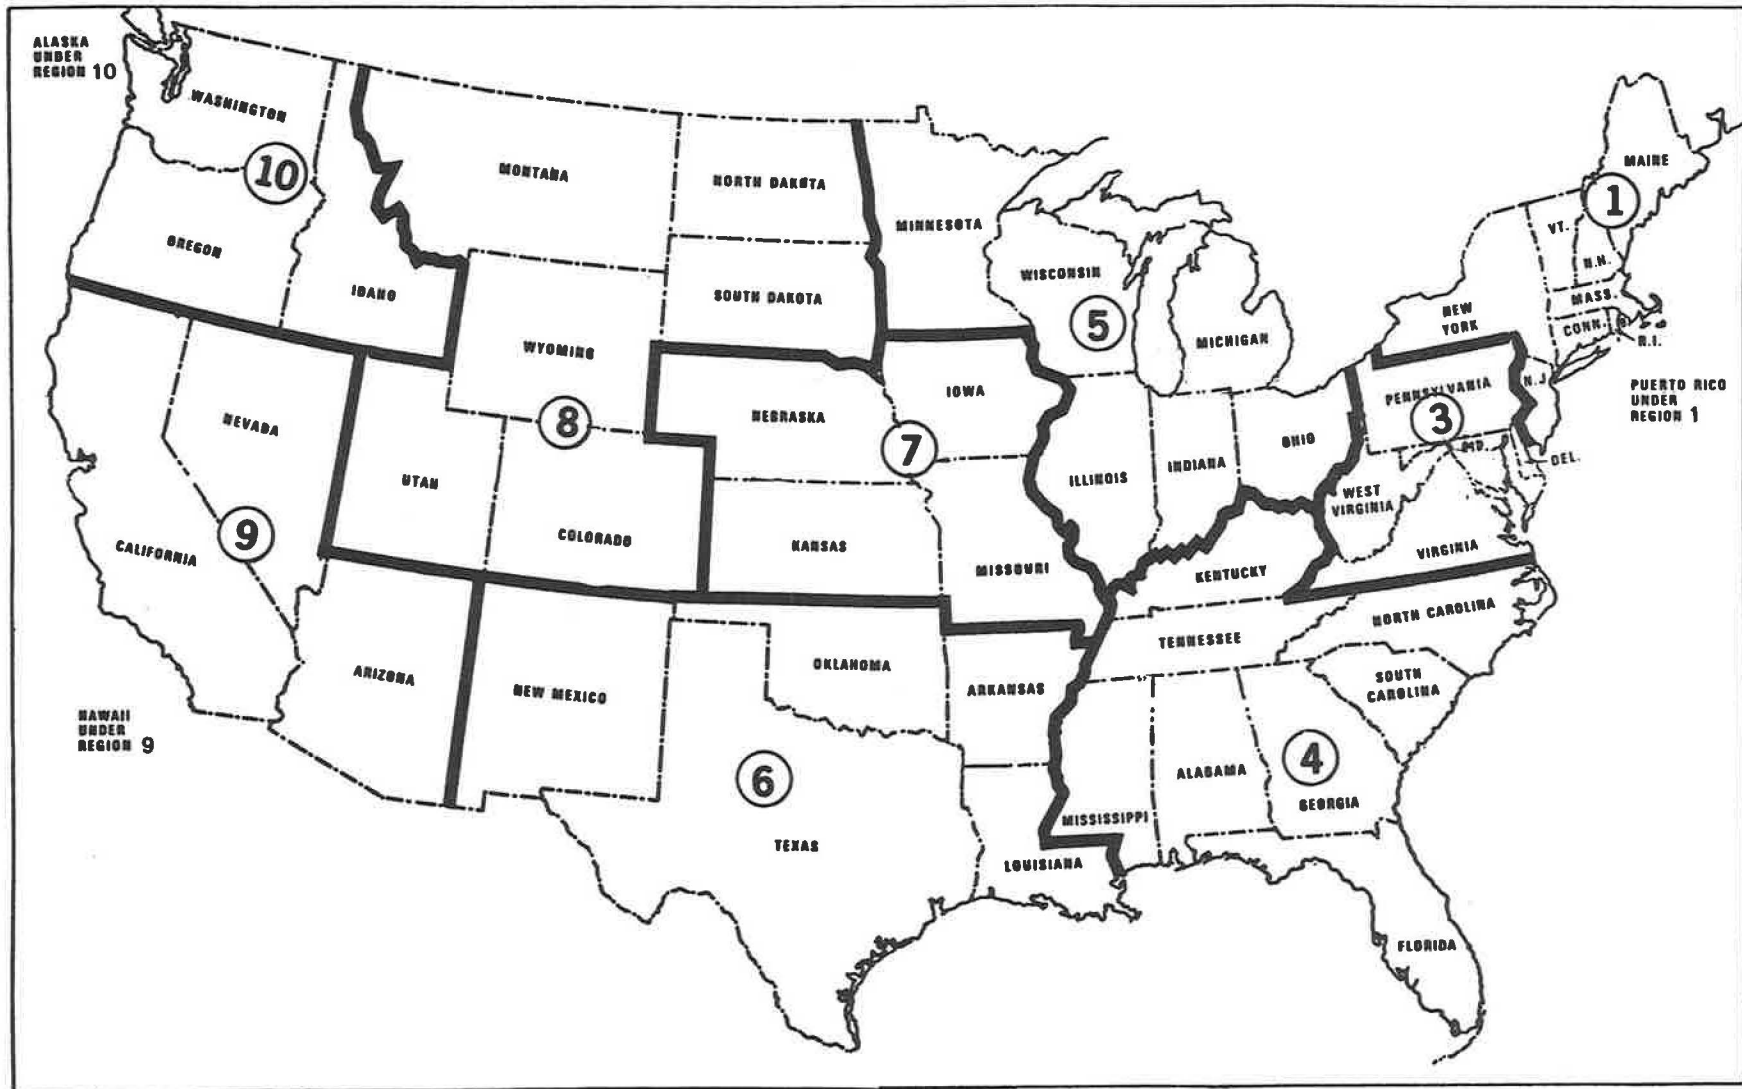 ALASKA
UNDER
REGION 10
WASHINGTON
10
OREGON
IDAHO
MONTANA
NORTH DAKOTA
SOUTH DAKOTA
WYOMING
8
NEVADA
UTAH
COLORADO
CALIFORNIA
9
ARIZONA
NEW MEXICO
HAWAII
UNDER
REGION 9
MINNESOTA
WISCONSIN
5
MICHIGAN
IOWA
NEBRASKA
7
KANSAS
MISSOURI
ILLINOIS
INDIANA
OHIO
OKLAHOMA
ARKANSAS
6
TEXAS
LOUISIANA
MAINE
1
VT.
N.H.
MASS.
CONN.
R.I.
NEW
YORK
N.J.
PUERTO RICO
UNDER
REGION 1
PENNSYLVANIA
3
MD.
DEL.
WEST
VIRGINIA
VIRGINIA
KENTUCKY
TENNESSEE
NORTH CAROLINA
SOUTH
CAROLINA
4
GEORGIA
ALABAMA
MISSISSIPPI
FLORIDA